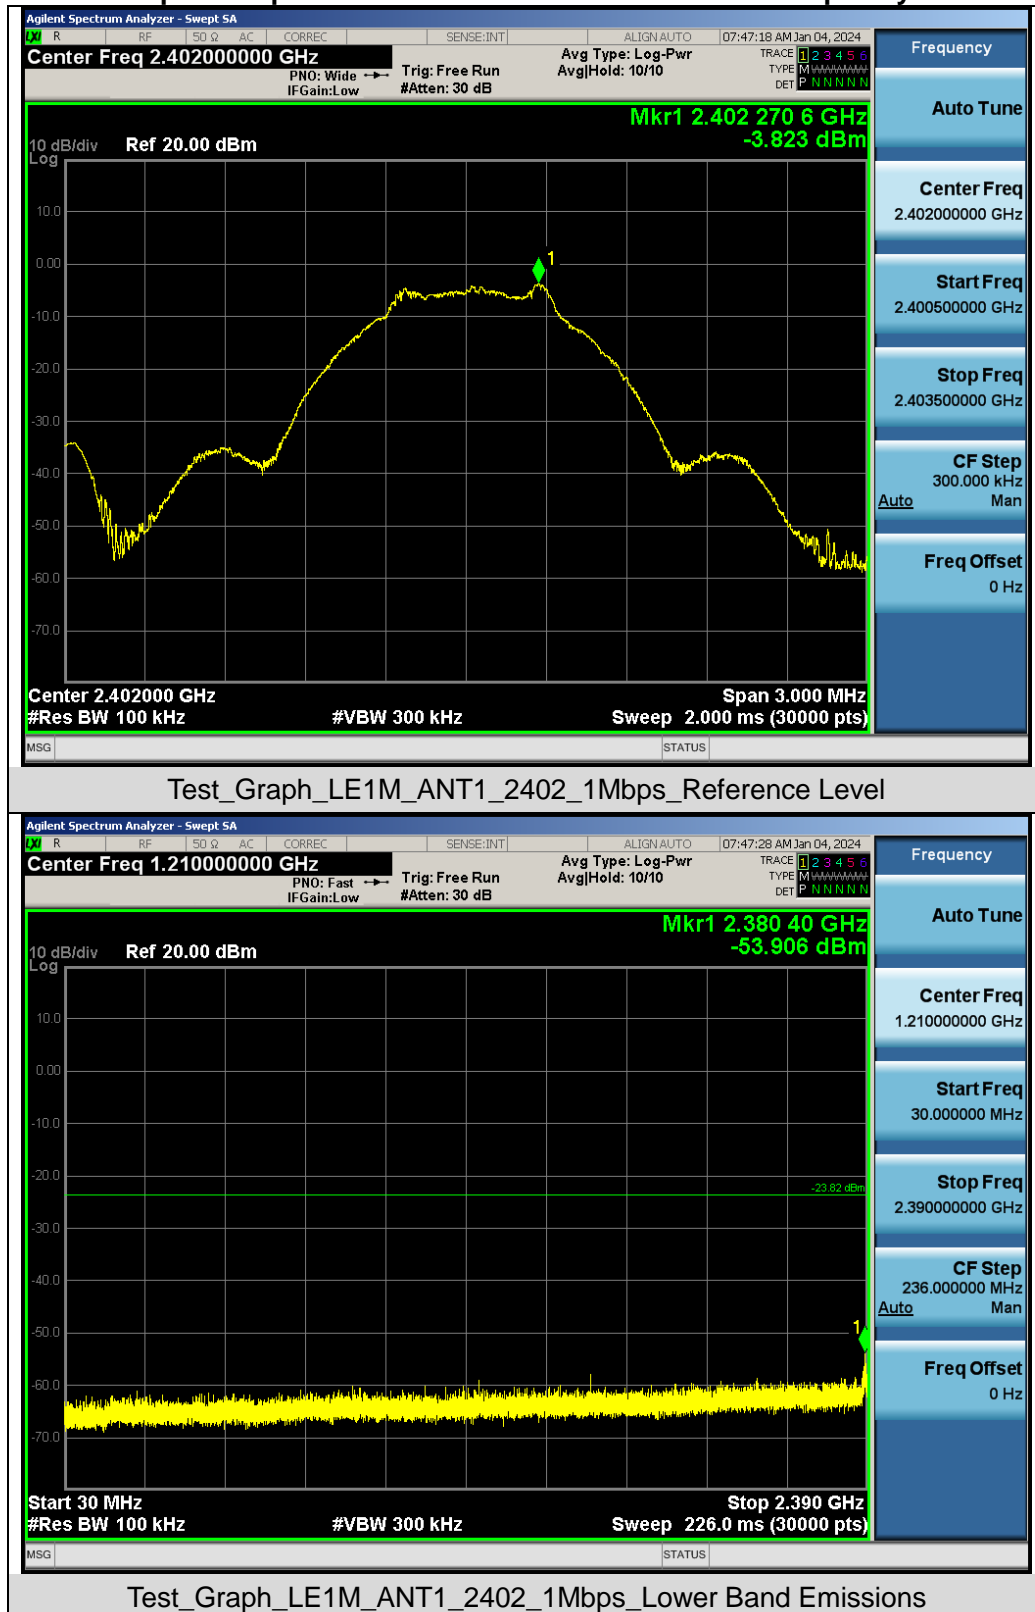 Agilent Spectrum Analyzer - Swept SA
LXI R RF 50 Ω AC CORREC SENSE:INT ALIGN AUTO 07:47:18 AM Jan 04, 2024
Center Freq 2.402000000 GHz Avg Type: Log-Pwr TRACE 1 2 3 4 5 6
PNO: Wide Trig: Free Run Avg|Hold: 10/10 TYPE M
IFGain:Low #Atten: 30 dB DET P N N N N N
Frequency
Auto Tune
Mkr1 2.402 270 6 GHz
-3.823 dBm
10 dB/div Ref 20.00 dBm
Log
10.0
0.00
-10.0
-20.0
-30.0
-40.0
-50.0
-60.0
-70.0
1
Center Freq
2.402000000 GHz
Start Freq
2.400500000 GHz
Stop Freq
2.403500000 GHz
CF Step
300.000 kHz
Auto Man
Freq Offset
0 Hz
Center 2.402000 GHz Span 3.000 MHz
#Res BW 100 kHz #VBW 300 kHz Sweep 2.000 ms (30000 pts)
MSG STATUS
Test_Graph_LE1M_ANT1_2402_1Mbps_Reference Level
Agilent Spectrum Analyzer - Swept SA
LXI R RF 50 Ω AC CORREC SENSE:INT ALIGN AUTO 07:47:28 AM Jan 04, 2024
Center Freq 1.210000000 GHz Avg Type: Log-Pwr TRACE 1 2 3 4 5 6
PNO: Fast Trig: Free Run Avg|Hold: 10/10 TYPE M
IFGain:Low #Atten: 30 dB DET P N N N N N
Frequency
Auto Tune
Mkr1 2.380 40 GHz
-53.906 dBm
10 dB/div Ref 20.00 dBm
Log
10.0
0.00
-10.0
-20.0
-30.0
-40.0
-50.0
-60.0
-70.0
-23.82 dBm
1
Center Freq
1.210000000 GHz
Start Freq
30.000000 MHz
Stop Freq
2.390000000 GHz
CF Step
236.000000 MHz
Auto Man
Freq Offset
0 Hz
Start 30 MHz Stop 2.390 GHz
#Res BW 100 kHz #VBW 300 kHz Sweep 226.0 ms (30000 pts)
MSG STATUS
Test_Graph_LE1M_ANT1_2402_1Mbps_Lower Band Emissions